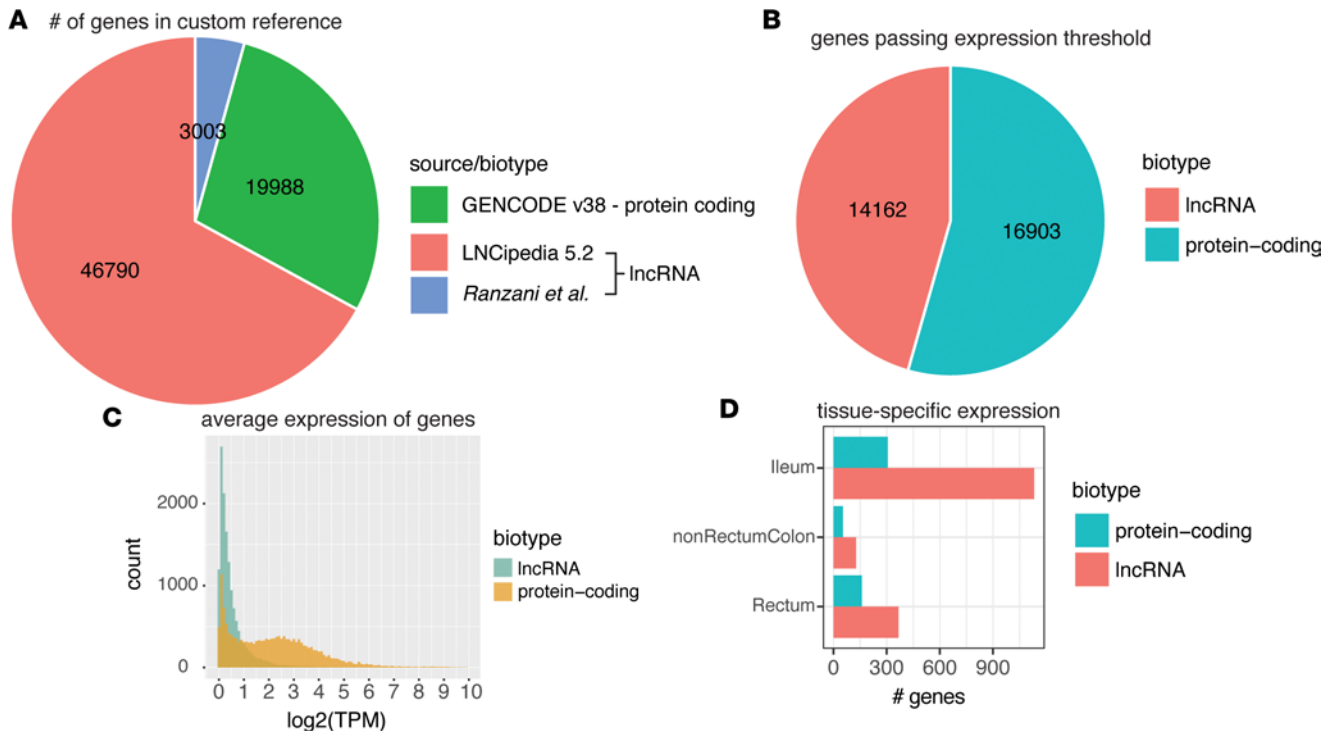 A # of genes in custom reference
3003
19988
46790
source/biotype
GENCODE v38 - protein coding
LNCipedia 5.2
Ranzani et al.
lncRNA
B
genes passing expression threshold
14162
16903
biotype
lncRNA
protein-coding
C average expression of genes
2000
1000
0
count
0 1 2 3 4 5 6 7 8 9 10
log2(TPM)
biotype
lncRNA
protein-coding
D tissue-specific expression
Ileum
nonRectumColon
Rectum
0 300 600 900
# genes
biotype
protein-coding
lncRNA